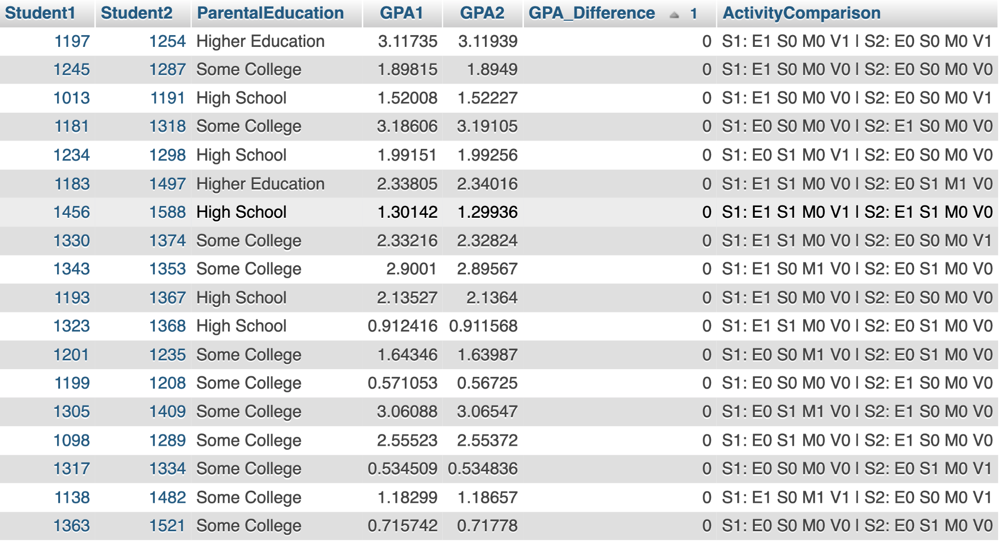 Student1 Student2 ParentalEducation GPA1 GPA2 GPA_Difference 1 ActivityComparison
1197 1254 Higher Education 3.11735 3.11939 0 S1: E1 S0 M0 V1 | S2: E0 S0 M0 V1
1245 1287 Some College 1.89815 1.8949 0 S1: E1 S0 M0 V0 | S2: E0 S0 M0 V0
1013 1191 High School 1.52008 1.52227 0 S1: E1 S0 M0 V0 | S2: E0 S0 M0 V1
1181 1318 Some College 3.18606 3.19105 0 S1: E0 S0 M0 V0 | S2: E1 S0 M0 V0
1234 1298 High School 1.99151 1.99256 0 S1: E0 S1 M0 V1 | S2: E0 S0 M0 V0
1183 1497 Higher Education 2.33805 2.34016 0 S1: E1 S1 M0 V0 | S2: E0 S1 M1 V0
1456 1588 High School 1.30142 1.29936 0 S1: E1 S1 M0 V1 | S2: E1 S1 M0 V0
1330 1374 Some College 2.33216 2.32824 0 S1: E1 S1 M0 V0 | S2: E0 S0 M0 V1
1343 1353 Some College 2.9001 2.89567 0 S1: E1 S0 M1 V0 | S2: E0 S1 M0 V0
1193 1367 High School 2.13527 2.1364 0 S1: E1 S0 M0 V0 | S2: E0 S0 M0 V0
1323 1368 High School 0.912416 0.911568 0 S1: E1 S1 M0 V0 | S2: E0 S1 M0 V0
1201 1235 Some College 1.64346 1.63987 0 S1: E0 S0 M1 V0 | S2: E0 S1 M0 V0
1199 1208 Some College 0.571053 0.56725 0 S1: E0 S0 M0 V0 | S2: E1 S0 M0 V0
1305 1409 Some College 3.06088 3.06547 0 S1: E0 S1 M1 V0 | S2: E1 S0 M0 V0
1098 1289 Some College 2.55523 2.55372 0 S1: E0 S1 M0 V0 | S2: E1 S0 M0 V0
1317 1334 Some College 0.534509 0.534836 0 S1: E0 S0 M0 V0 | S2: E0 S1 M0 V1
1138 1482 Some College 1.18299 1.18657 0 S1: E1 S0 M1 V1 | S2: E0 S0 M0 V1
1363 1521 Some College 0.715742 0.71778 0 S1: E0 S0 M0 V0 | S2: E0 S1 M0 V0